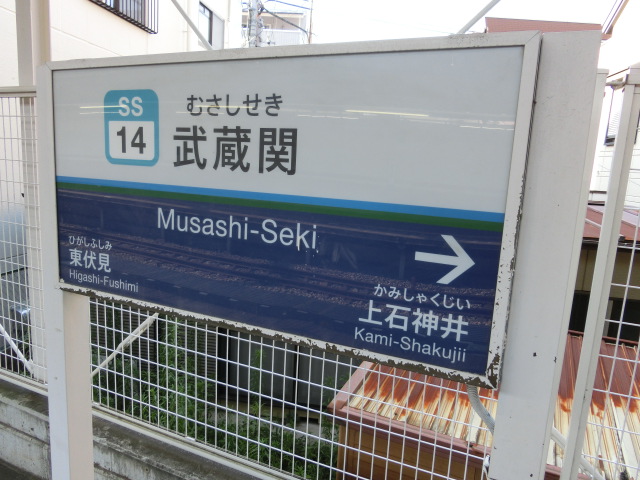 SS
14
むさしせき
武蔵関
Musashi-Seki
ひがしふしみ
東伏見
Higashi-Fushimi
→
かみしゃくじい
上石神井
Kami-Shakujii